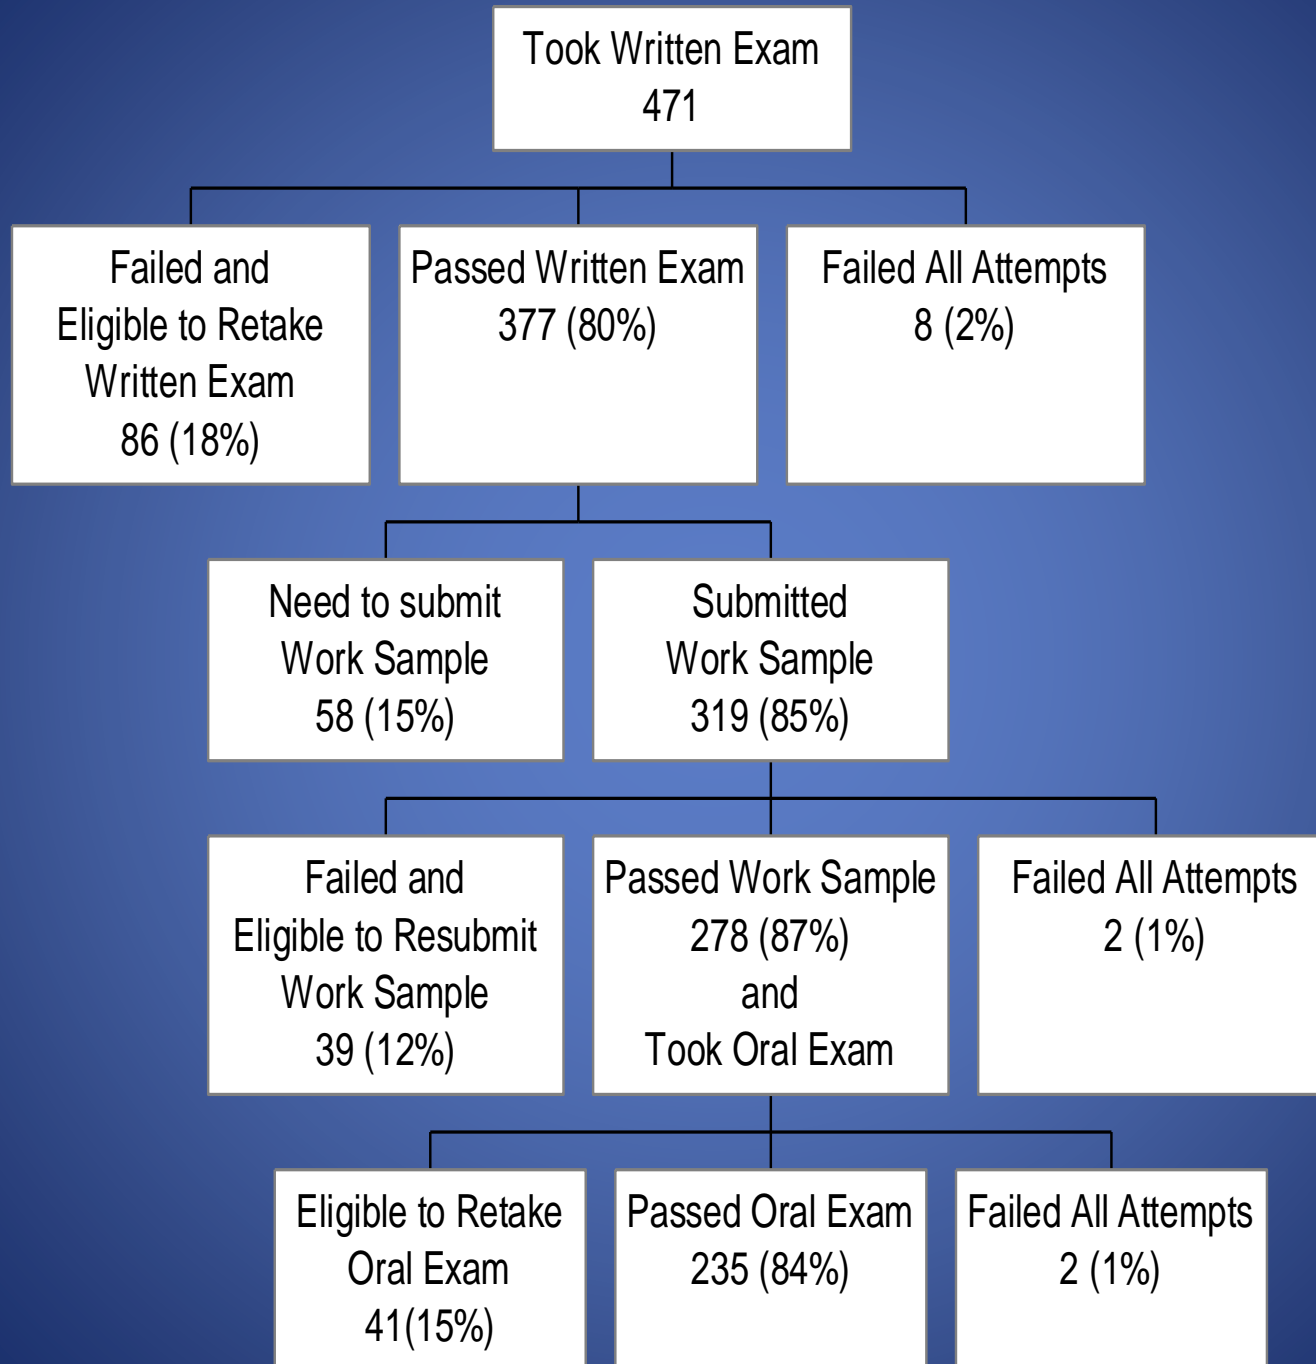 Took Written Exam
471
Failed and
Eligible to Retake
Written Exam
86 (18%)
Passed Written Exam
377 (80%)
Failed All Attempts
8 (2%)
Need to submit
Work Sample
58 (15%)
Submitted
Work Sample
319 (85%)
Failed and
Eligible to Resubmit
Work Sample
39 (12%)
Passed Work Sample
278 (87%)
and
Took Oral Exam
Failed All Attempts
2 (1%)
Eligible to Retake
Oral Exam
41(15%)
Passed Oral Exam
235 (84%)
Failed All Attempts
2 (1%)